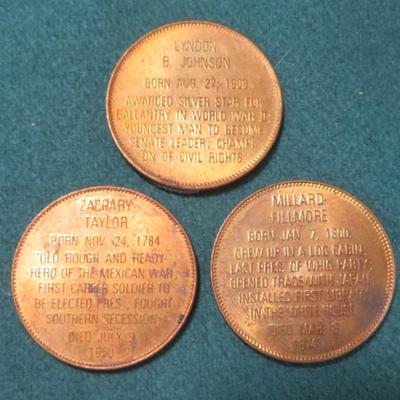 LYNDON
B. JOHNSON
BORN AUG. 27, 1908
AWARDED SILVER STAR FOR
GALLANTRY IN WORLD WAR II
YOUNGEST MAN TO BECOME
SENATE LEADER, CHAMPI-
ON OF CIVIL RIGHTS.
ZACHARY
TAYLOR
BORN NOV. 24, 1784
"OLD ROUGH AND READY"
HERO OF THE MEXICAN WAR
FIRST CAREER SOLDIER TO
BE ELECTED PRES., FOUGHT
SOUTHERN SECESSION
DIED JULY 9
1850
MILLARD
FILLMORE
BORN JAN. 7, 1800
GREW UP IN A LOG CABIN
LAST PRES. OF WHIG PARTY
OPENED TRADE WITH JAPAN
INSTALLED FIRST LIBRARY
IN THE WHITE HOUSE
DIED MAR. 8
1874